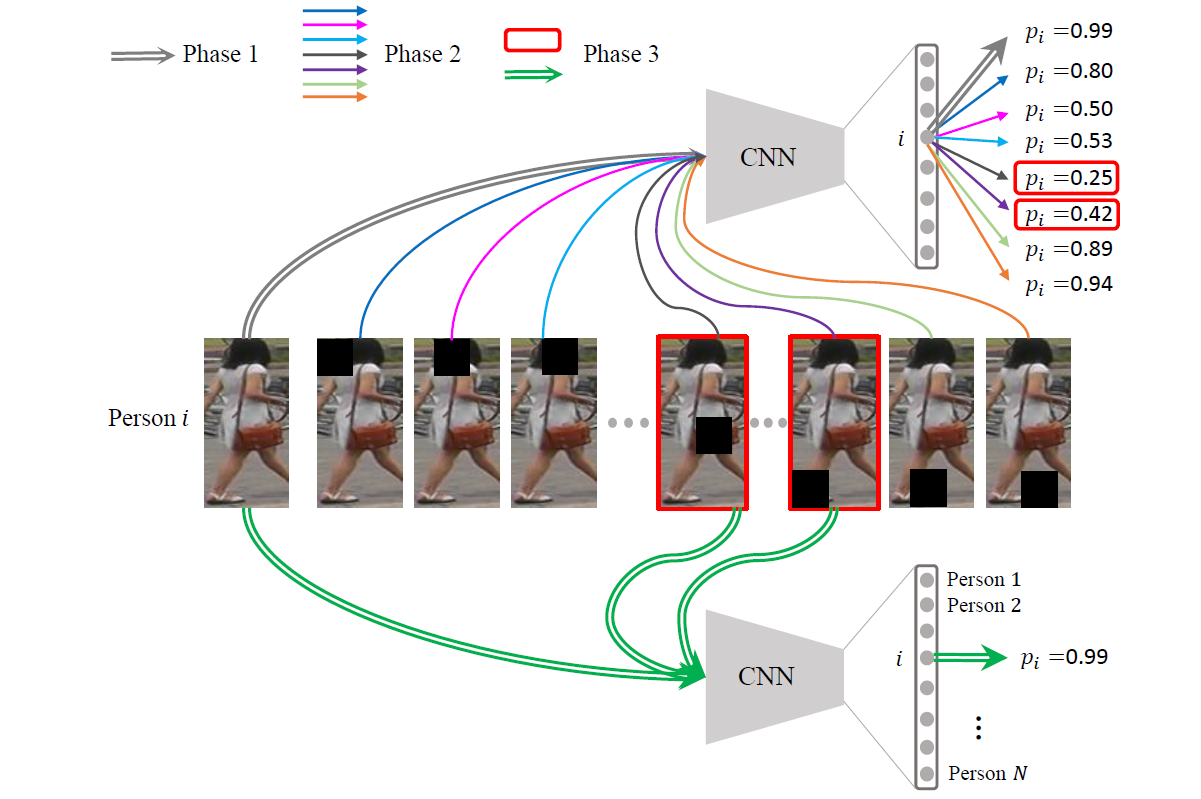 Phase 1
Phase 2
Phase 3
CNN
i
p_i =0.99
p_i =0.80
p_i =0.50
p_i =0.53
p_i =0.25
p_i =0.42
p_i =0.89
p_i =0.94
Person i
CNN
Person 1
Person 2
i
p_i =0.99
⋮
Person N